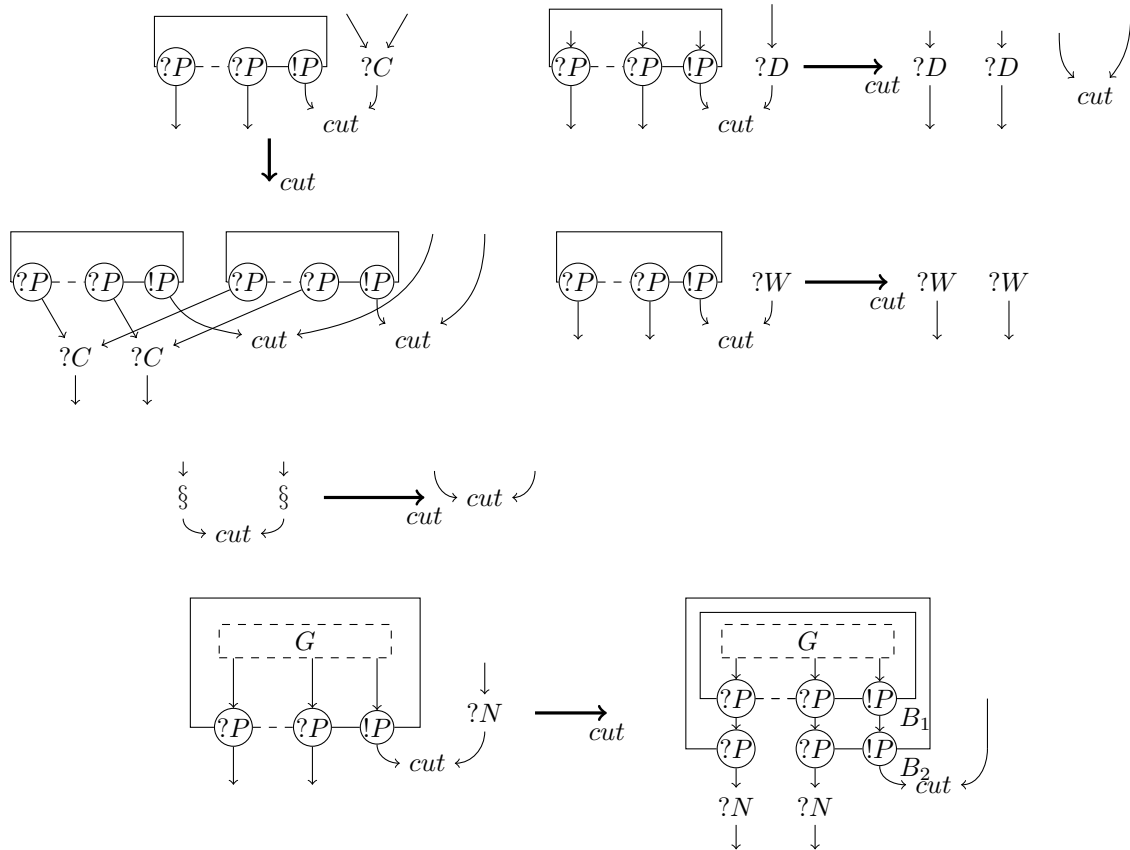 ?P ?P !P ?C ?P ?P !P ?D cut ?D ?D cut
cut cut
cut
?P ?P !P ?P ?P !P ?P ?P !P ?W cut ?W ?W
cut cut cut
?C ?C
§ § cut cut
cut
G G
?P ?P !P ?N cut ?P ?P !P B₁
cut ?P ?P !P B₂
cut
?N ?N